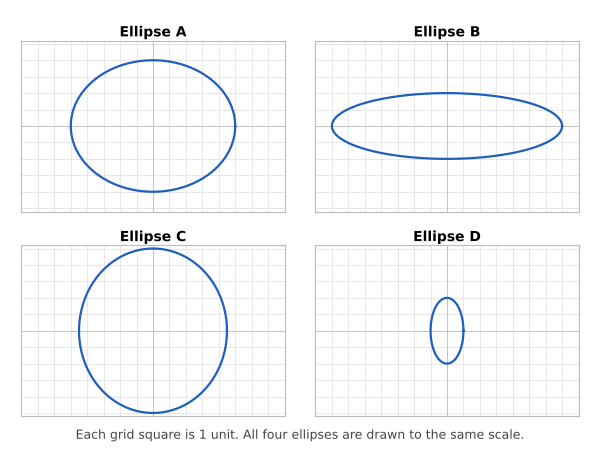 Ellipse A
Ellipse B
Ellipse C
Ellipse D
Each grid square is 1 unit. All four ellipses are drawn to the same scale.